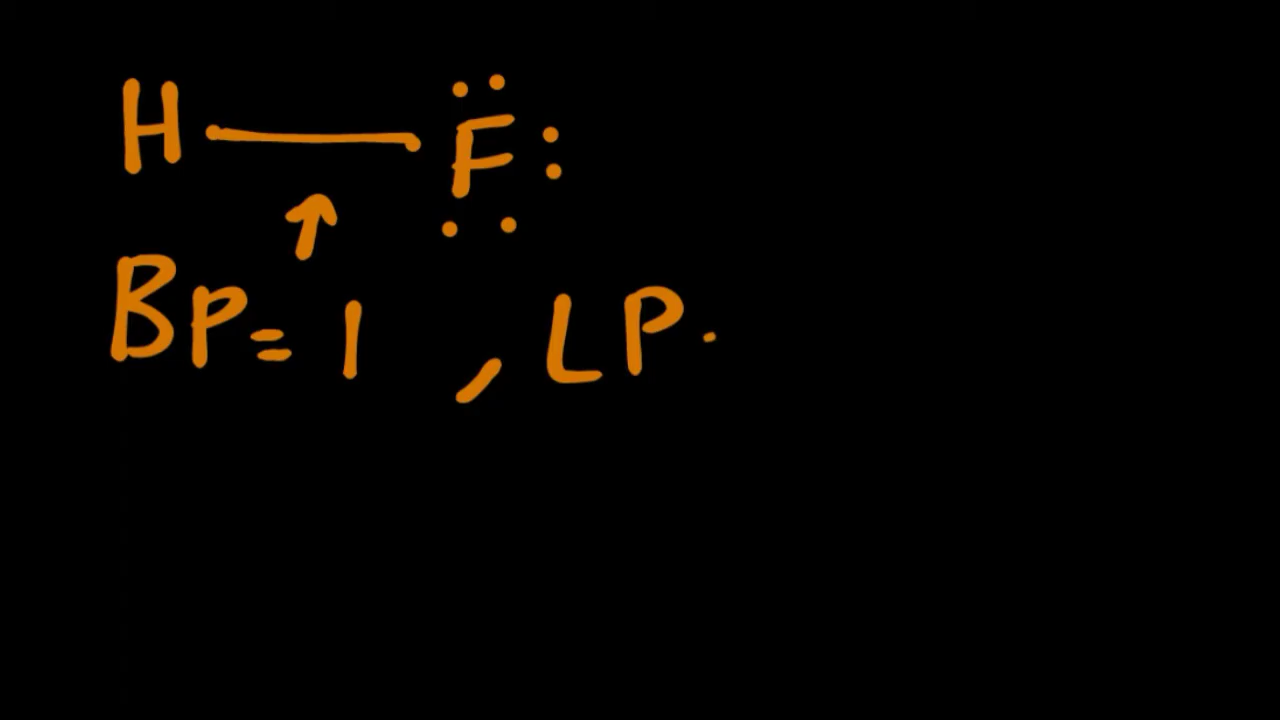 H — F
BP = 1 , LP